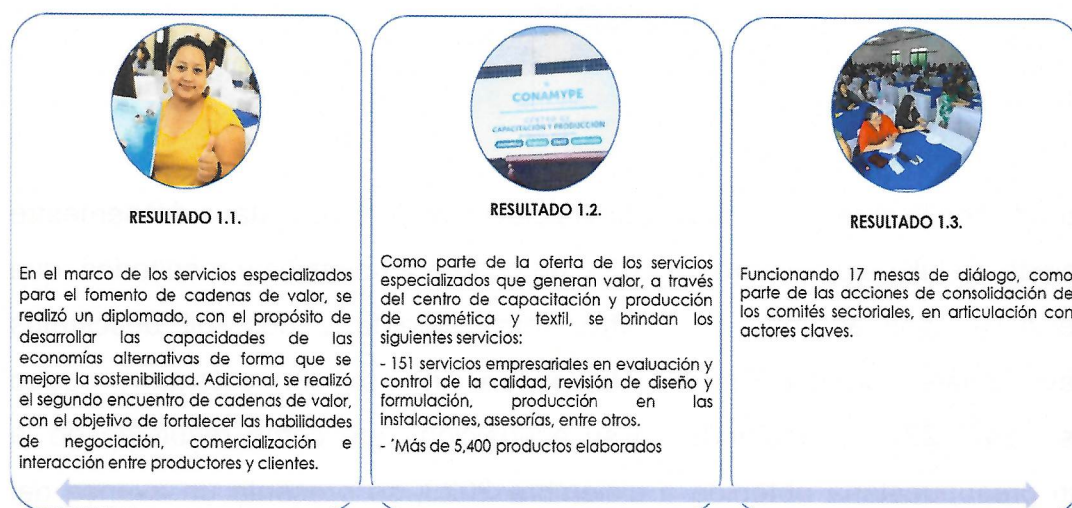 CONAMYPE
CENTRO DE
CAPACITACIÓN Y PRODUCCIÓN
RESULTADO 1.1.
En el marco de los servicios especializados
para el fomento de cadenas de valor, se
realizó un diplomado, con el propósito de
desarrollar las capacidades de las
economías alternativas de forma que se
mejore la sostenibilidad. Adicional, se realizó
el segundo encuentro de cadenas de valor,
con el objetivo de fortalecer las habilidades
de negociación, comercialización e
interacción entre productores y clientes.
RESULTADO 1.2.
Como parte de la oferta de los servicios
especializados que generan valor, a través
del centro de capacitación y producción
de cosmética y textil, se brindan los
siguientes servicios:
- 151 servicios empresariales en evaluación y
control de la calidad, revisión de diseño y
formulación, producción en las
instalaciones, asesorías, entre otros.
- ´Más de 5,400 productos elaborados
RESULTADO 1.3.
Funcionando 17 mesas de diálogo, como
parte de las acciones de consolidación de
los comités sectoriales, en articulación con
actores claves.